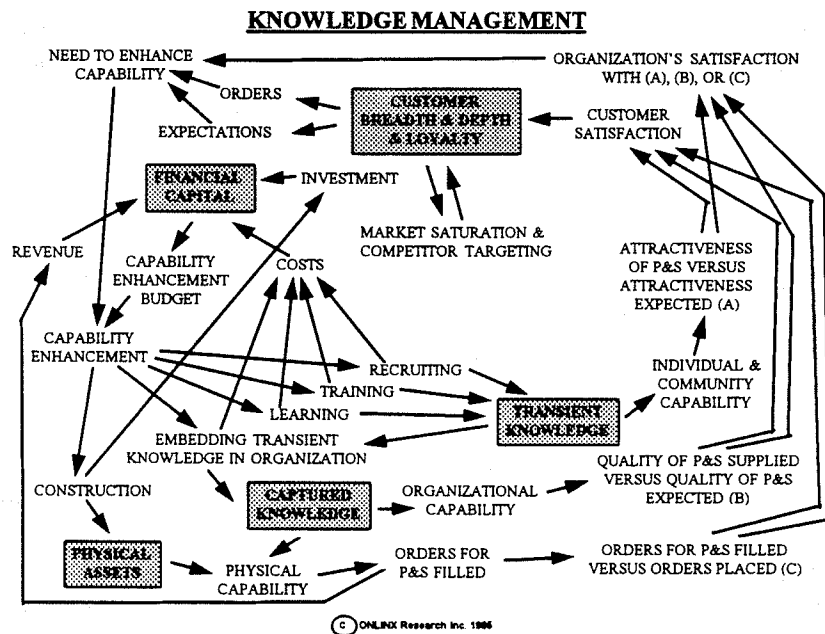 KNOWLEDGE MANAGEMENT
NEED TO ENHANCE
CAPABILITY
ORGANIZATION'S SATISFACTION
WITH (A), (B), OR (C)
ORDERS
EXPECTATIONS
CUSTOMER
BREADTH & DEPTH
& LOYALTY
CUSTOMER
SATISFACTION
FINANCIAL
CAPITAL
INVESTMENT
MARKET SATURATION &
COMPETITOR TARGETING
REVENUE
CAPABILITY
ENHANCEMENT
BUDGET
COSTS
ATTRACTIVENESS
OF P&S VERSUS
ATTRACTIVENESS
EXPECTED (A)
CAPABILITY
ENHANCEMENT
RECRUITING
TRAINING
LEARNING
INDIVIDUAL &
COMMUNITY
CAPABILITY
TRANSIENT
KNOWLEDGE
EMBEDDING TRANSIENT
KNOWLEDGE IN ORGANIZATION
CONSTRUCTION
CAPTURED
KNOWLEDGE
ORGANIZATIONAL
CAPABILITY
QUALITY OF P&S SUPPLIED
VERSUS QUALITY OF P&S
EXPECTED (B)
PHYSICAL
ASSETS
PHYSICAL
CAPABILITY
ORDERS FOR
P&S FILLED
ORDERS FOR P&S FILLED
VERSUS ORDERS PLACED (C)
© ONLINX Research Inc.